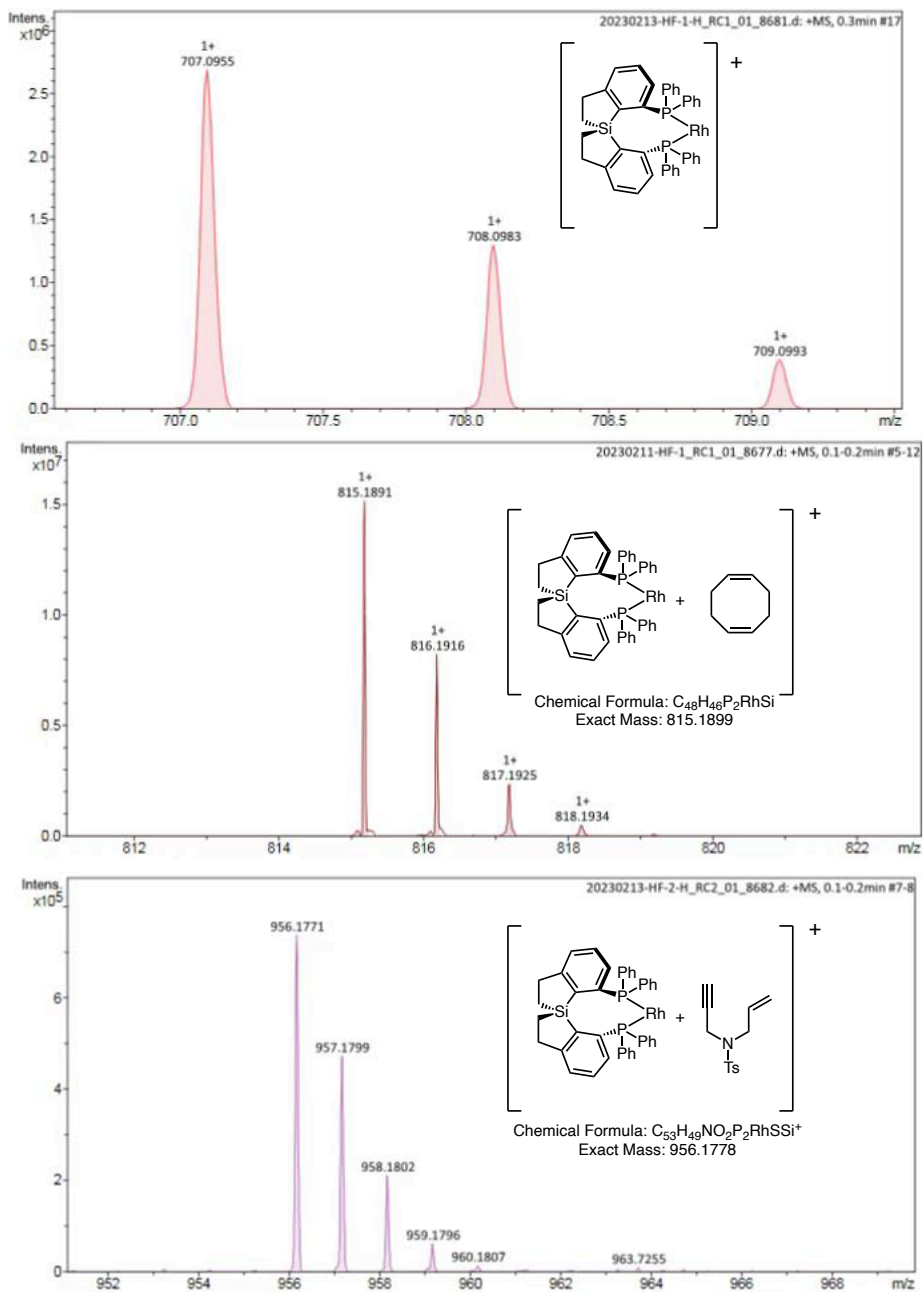 Intens.
x10⁶
20230213-HF-1-H_RC1_01_8681.d: +MS, 0.3min #17
1+
707.0955
1+
708.0983
1+
709.0993
+
Ph
Ph
P
Si
Rh
P
Ph
Ph
2.5
2.0
1.5
1.0
0.5
0.0
707.0
707.5
708.0
708.5
709.0
m/z
Intens.
x10⁷
20230211-HF-1_RC1_01_8677.d: +MS, 0.1-0.2min #5-12
1+
815.1891
1+
816.1916
1+
817.1925
1+
818.1934
+
Ph
Ph
P
Si
Rh +
P
Ph
Ph
Chemical Formula: C₄₈H₄₆P₂RhSi
Exact Mass: 815.1899
1.5
1.0
0.5
0.0
812
814
816
818
820
822
m/z
Intens.
x10⁵
20230213-HF-2-H_RC2_01_8682.d: +MS, 0.1-0.2min #7-8
956.1771
957.1799
958.1802
959.1796
960.1807
963.7255
+
Ph
Ph
P
Si
Rh +
P
Ph
Ph
N
Ts
Chemical Formula: C₅₃H₄₉NO₂P₂RhSSi⁺
Exact Mass: 956.1778
6
4
2
0
952
954
956
958
960
962
964
966
968
m/z